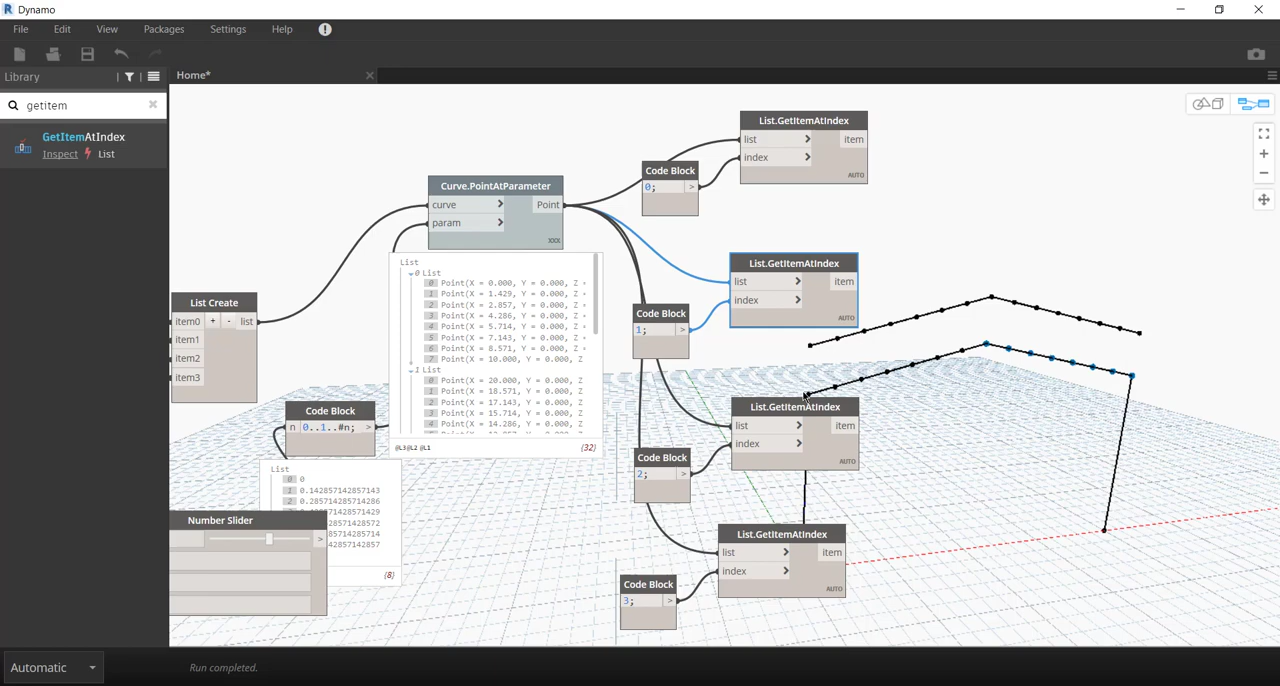 Dynamo
File Edit View Packages Settings Help
Library
Home*
getitem
GetItemAtIndex
Inspect List
List.GetItemAtIndex
list > item
index >
AUTO
Code Block
0; >
Curve.PointAtParameter
curve > Point
param >
XXX
List
0 List
0 Point(X = 0.000, Y = 0.000, Z =
1 Point(X = 1.429, Y = 0.000, Z =
2 Point(X = 2.857, Y = 0.000, Z =
3 Point(X = 4.286, Y = 0.000, Z =
4 Point(X = 5.714, Y = 0.000, Z =
5 Point(X = 7.143, Y = 0.000, Z =
6 Point(X = 8.571, Y = 0.000, Z =
7 Point(X = 10.000, Y = 0.000, Z
1 List
0 Point(X = 20.000, Y = 0.000, Z
1 Point(X = 18.571, Y = 0.000, Z
2 Point(X = 17.143, Y = 0.000, Z
3 Point(X = 15.714, Y = 0.000, Z
4 Point(X = 14.286, Y = 0.000, Z
@L3 @L2 @L1 {32}
List.GetItemAtIndex
list > item
index >
AUTO
Code Block
1; >
List Create
item0 + - list
item1
item2
item3
Code Block
n 0..1..#n; >
List
0 0
1 0.142857142857143
2 0.285714285714286
428571428571429
28571428572
8571428571
42857142857
{8}
Number Slider
>
List.GetItemAtIndex
list > item
index >
AUTO
Code Block
2; >
List.GetItemAtIndex
list > item
index >
AUTO
Code Block
3; >
Automatic
Run completed.